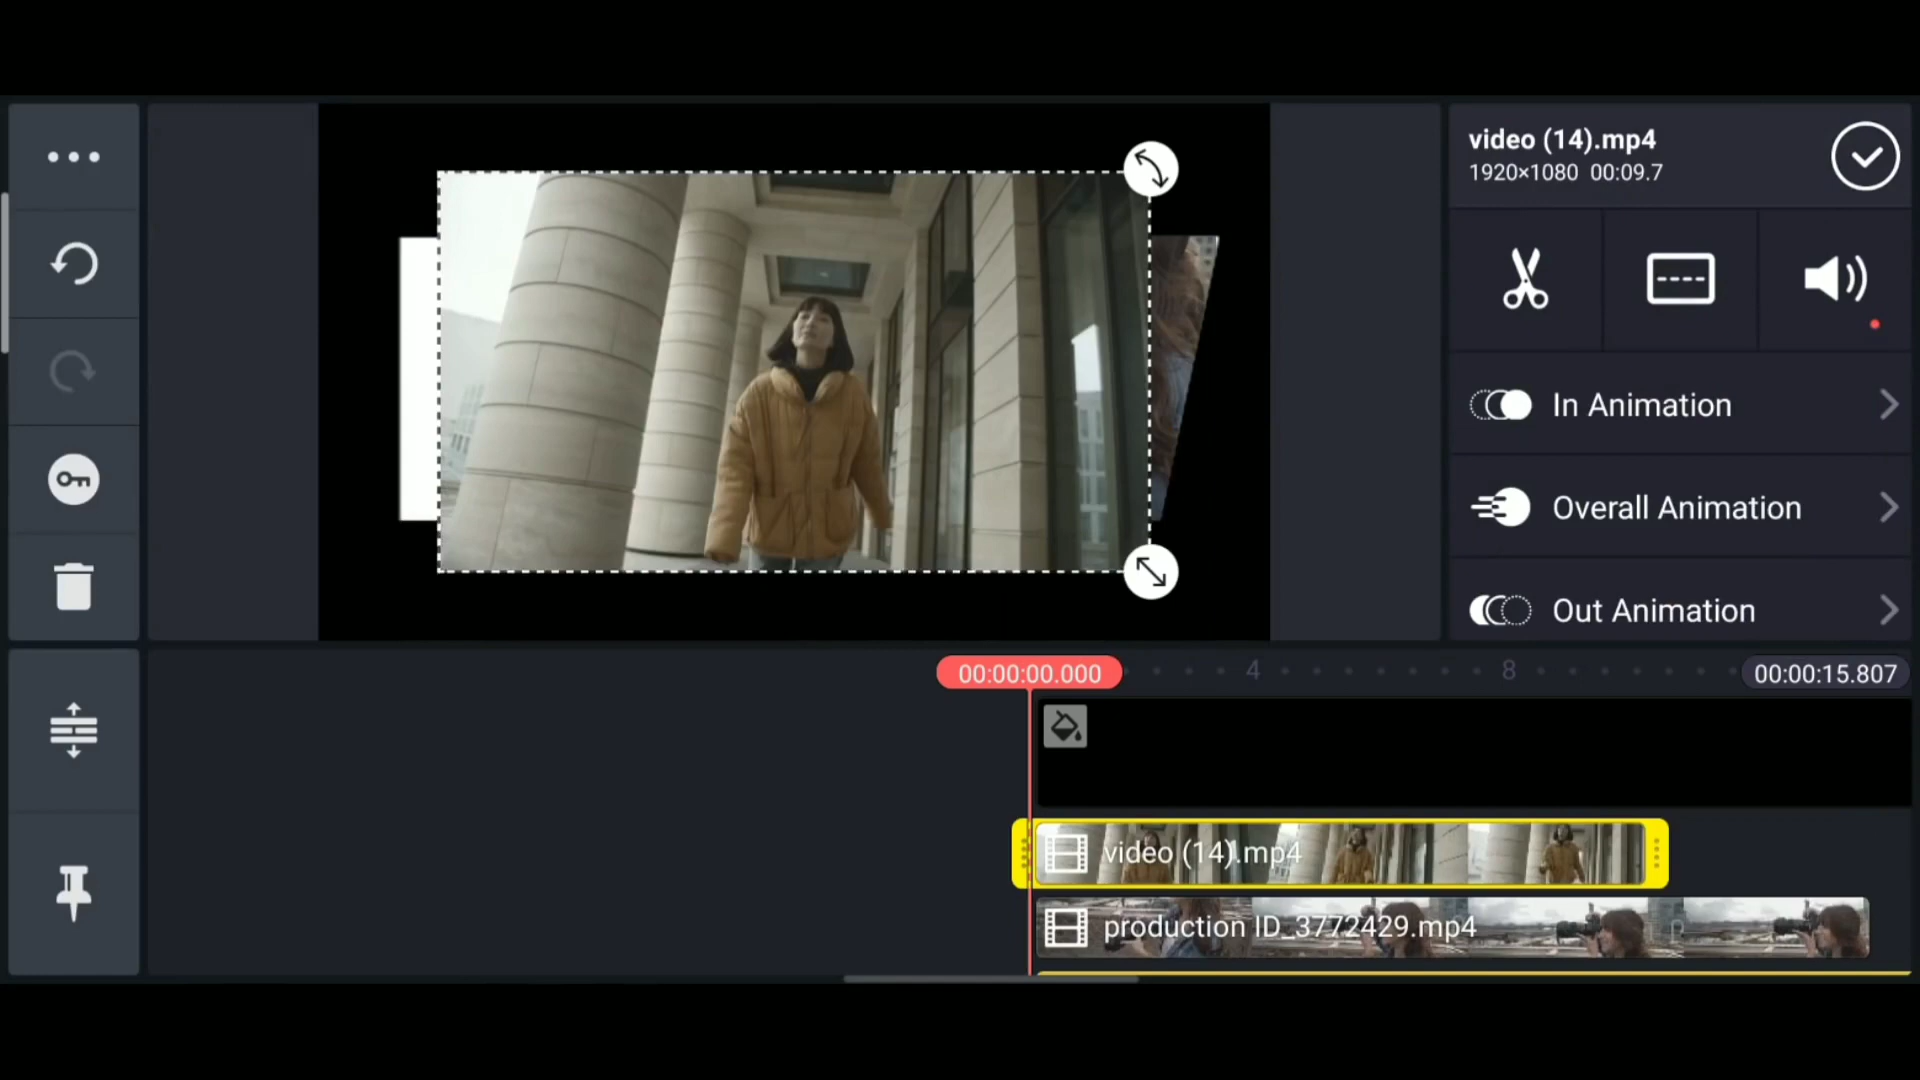 video (14).mp4
1920×1080 00:09.7
In Animation
Overall Animation
Out Animation
00:00:00.000
4
8
00:00:15.807
video (14).mp4
production ID_3772429.mp4